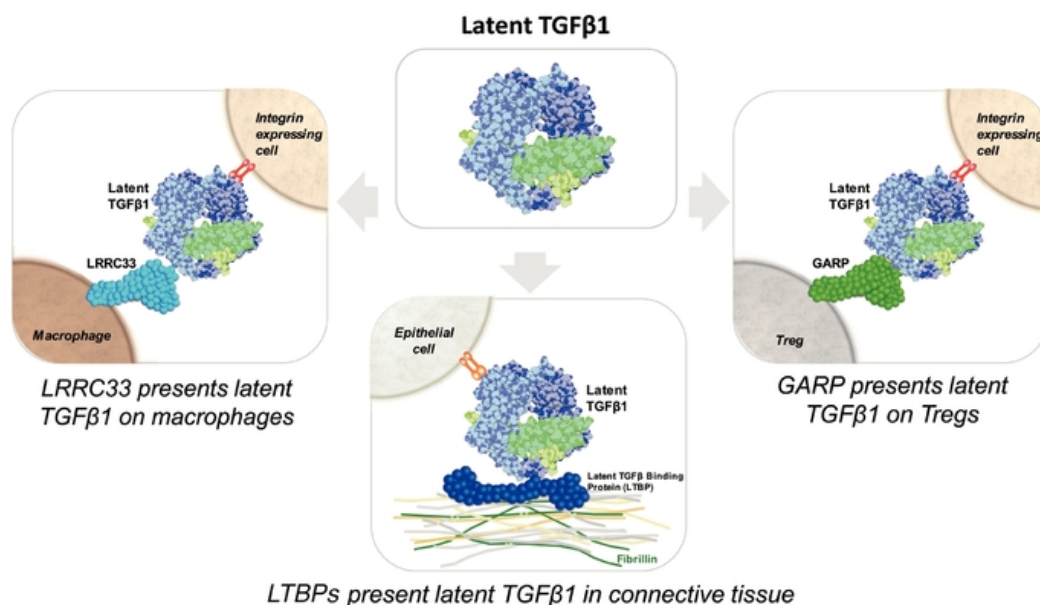 Latent TGFβ1
Integrin
expressing
cell
Latent
TGFβ1
LRRC33
Macrophage
LRRC33 presents latent
TGFβ1 on macrophages
Integrin
expressing
cell
Latent
TGFβ1
GARP
Treg
GARP presents latent
TGFβ1 on Tregs
Epithelial
cell
Latent
TGFβ1
Latent TGFβ Binding
Protein (LTBP)
Fibrillin
LTBPs present latent TGFβ1 in connective tissue